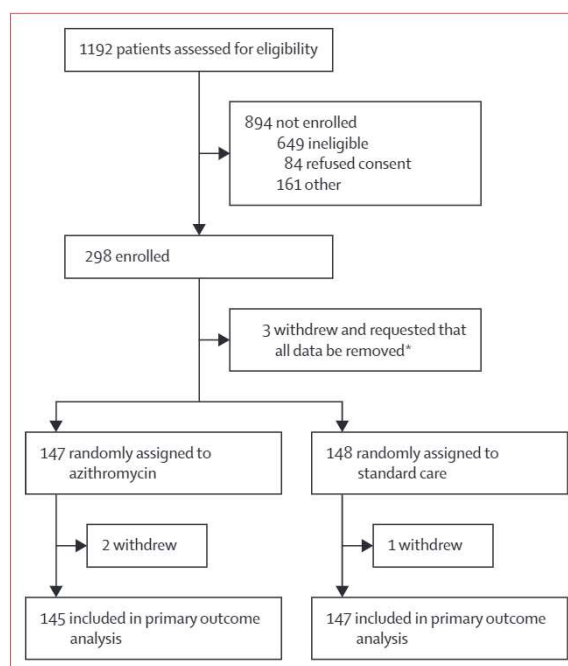 1192 patients assessed for eligibility
894 not enrolled
649 ineligible
84 refused consent
161 other
298 enrolled
3 withdrew and requested that
all data be removed*
147 randomly assigned to
azithromycin
148 randomly assigned to
standard care
2 withdrew
1 withdrew
145 included in primary outcome
analysis
147 included in primary outcome
analysis